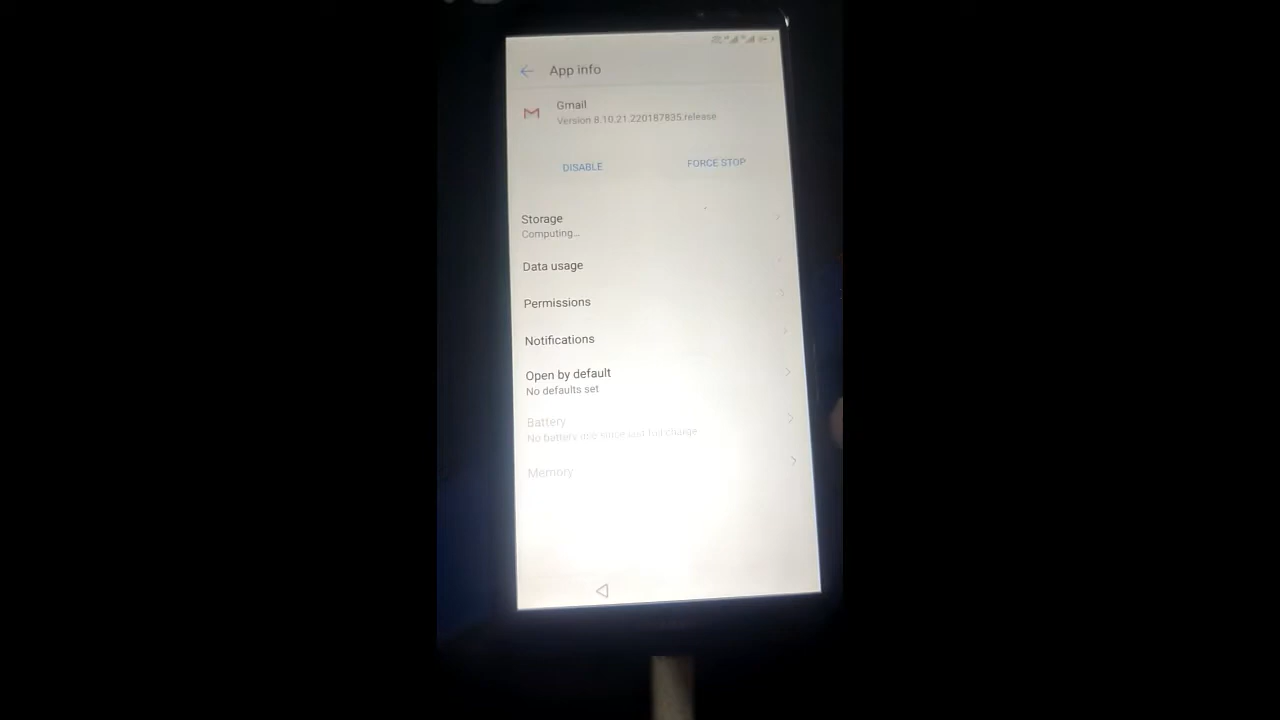 App info
Gmail
Version 8.10.21.220187835.release
DISABLE
FORCE STOP
Storage
Computing...
Data usage
Permissions
Notifications
Open by default
No defaults set
Battery
No battery use since last full charge
Memory